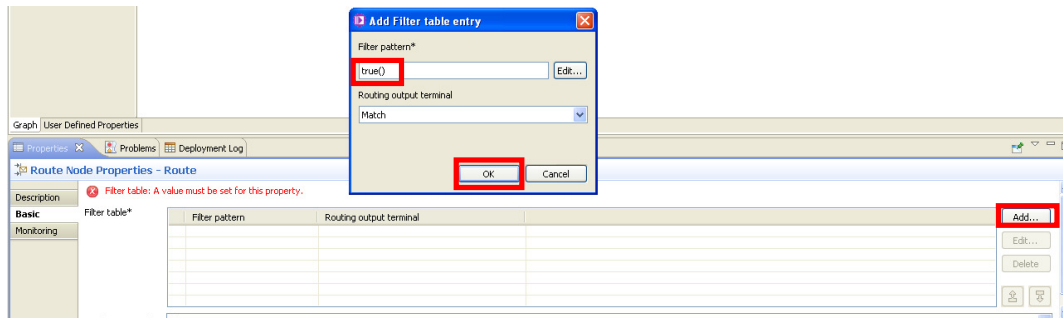 Add Filter table entry
Filter pattern*
true()
Edit...
Routing output terminal
Match
OK
Cancel
Graph
User Defined Properties
Properties
Problems
Deployment Log
Route Node Properties - Route
Description
Basic
Monitoring
Filter table: A value must be set for this property.
Filter table*
Filter pattern
Routing output terminal
Add...
Edit...
Delete